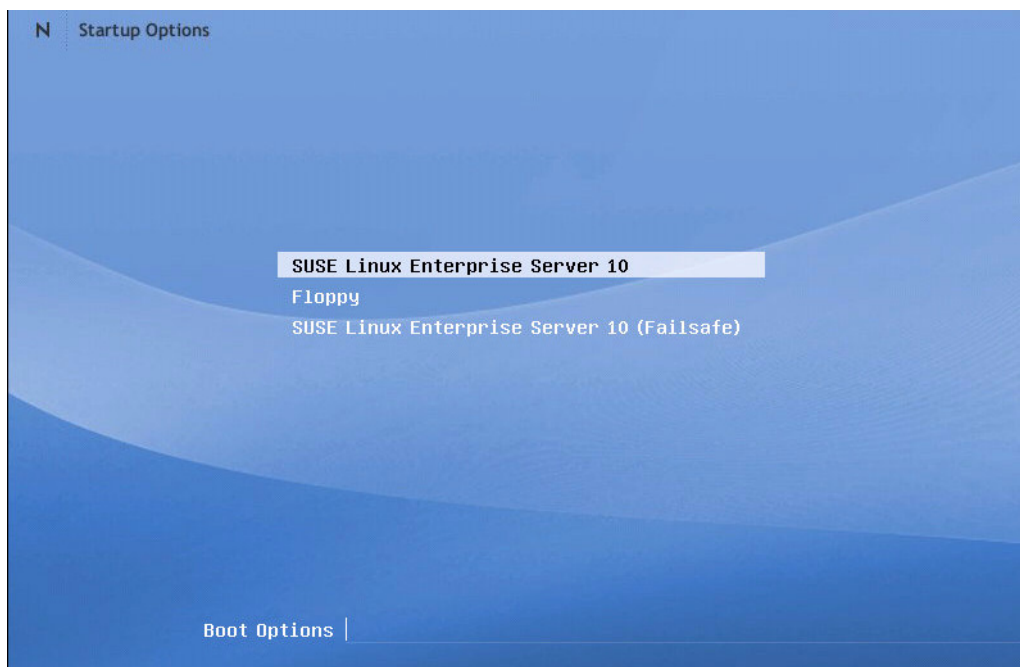 N Startup Options
SUSE Linux Enterprise Server 10
Floppy
SUSE Linux Enterprise Server 10 (Failsafe)
Boot Options